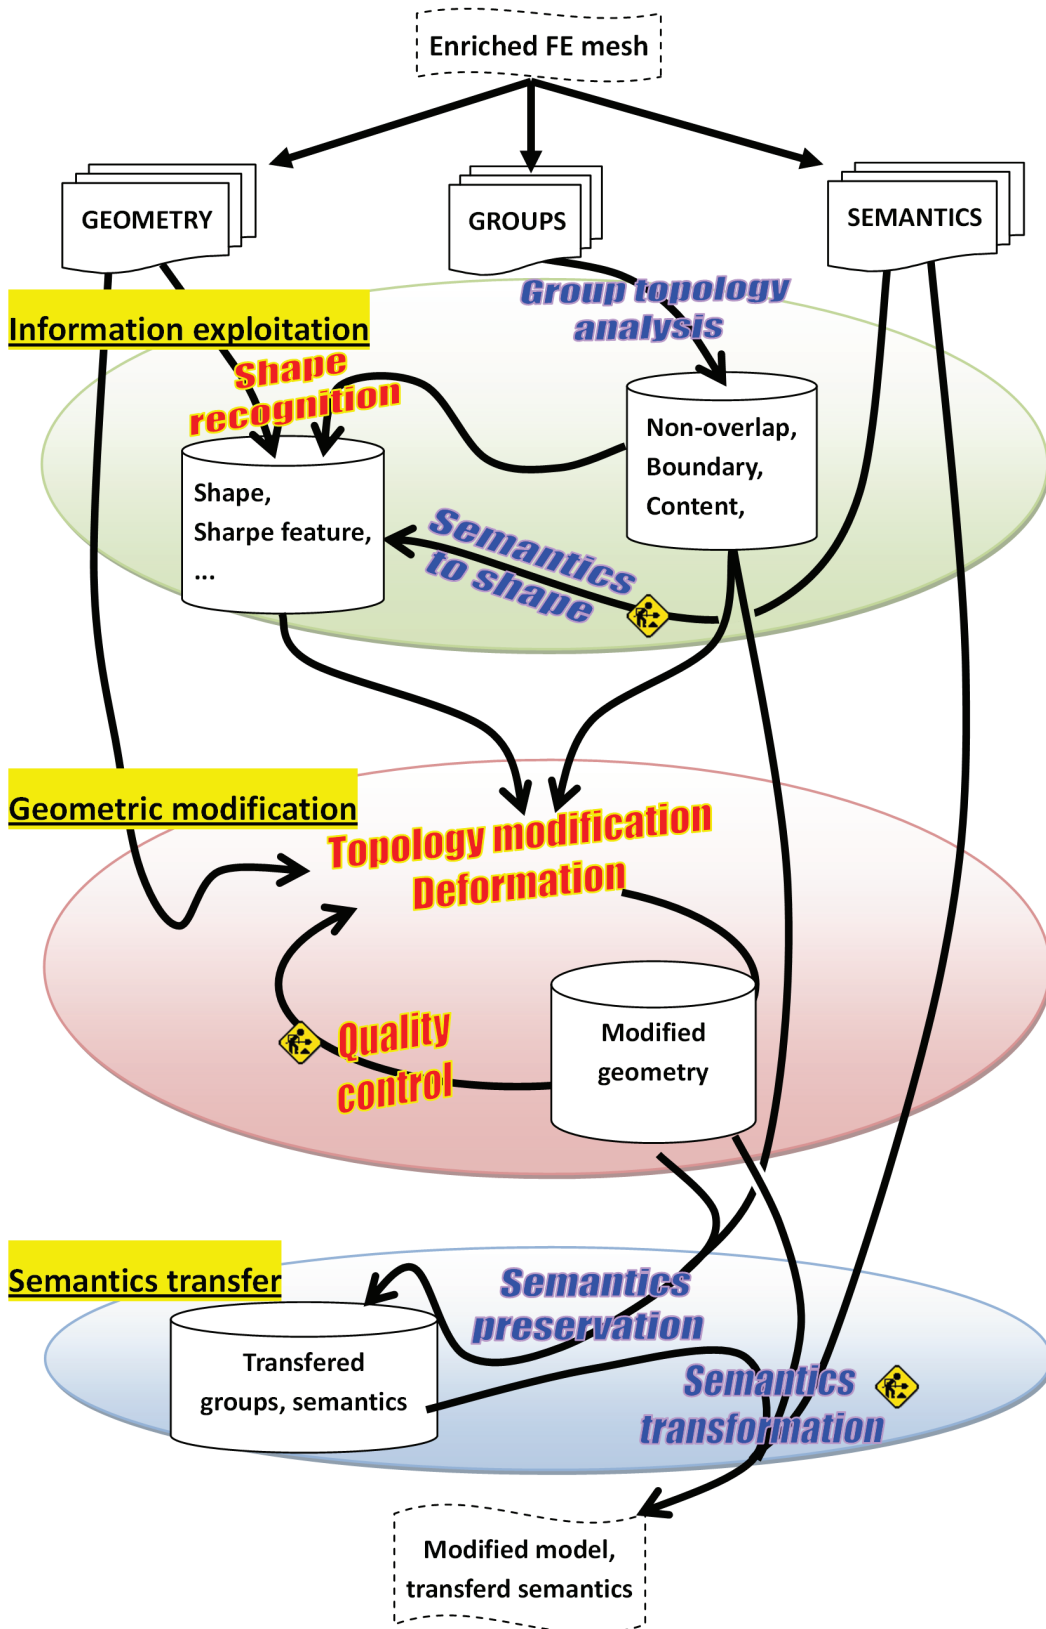 Enriched FE mesh
GEOMETRY
GROUPS
SEMANTICS
Group topology
analysis
Information exploitation
Shape
recognition
Non-overlap,
Boundary,
Content,
Shape,
Sharpe feature,
...
Semantics
to shape
Geometric modification
Topology modification
Deformation
Modified
geometry
Quality
control
Semantics transfer
Semantics
preservation
Transfered
groups, semantics
Semantics
transformation
Modified model,
transferd semantics